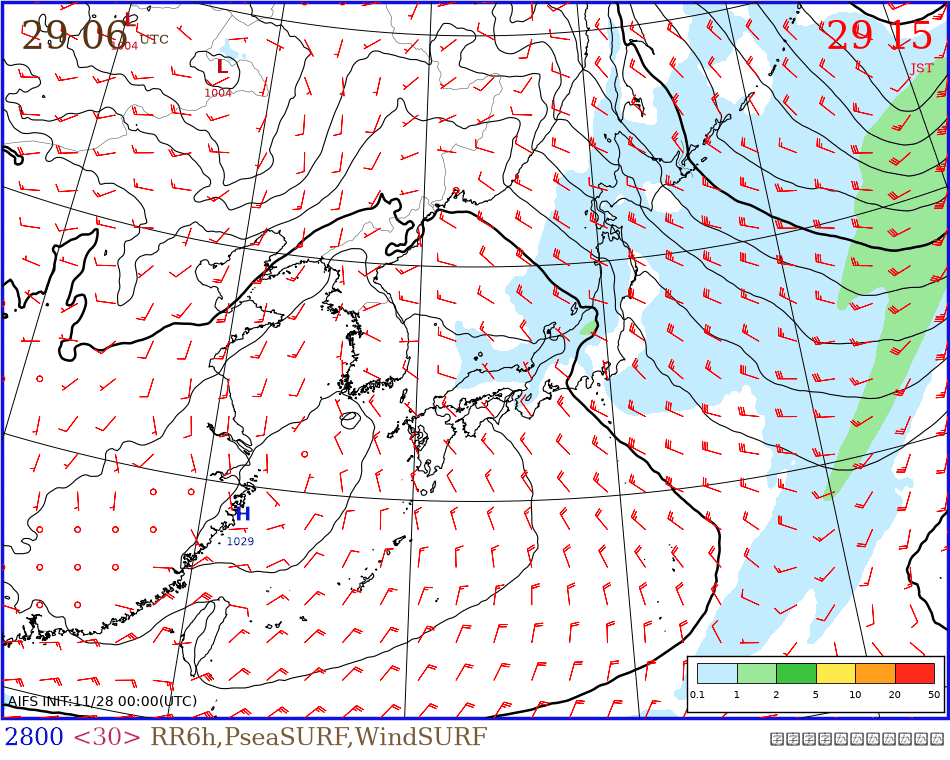 29 06 UTC
29 15
JST
L
1004
L
1004
H
1029
0.1 1 2 5 10 20 50
AIFS INIT:11/28 00:00(UTC)
2800 <30> RR6h,PseaSURF,WindSURF